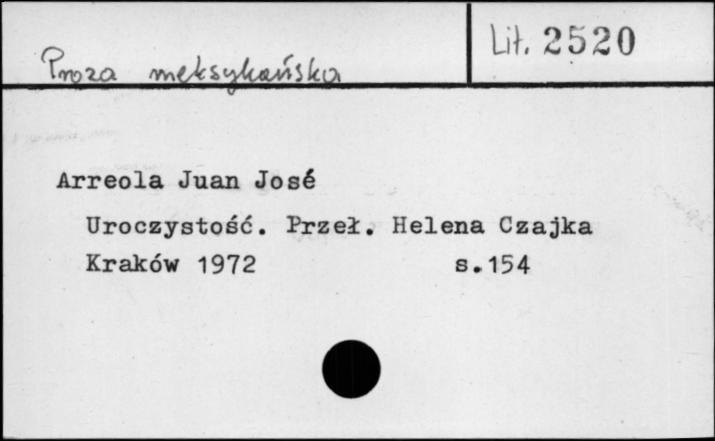 Proza meksykańska
Lit. 2520
Arreola Juan José
Uroczystość. Przeł. Helena Czajka
Kraków 1972 s.154